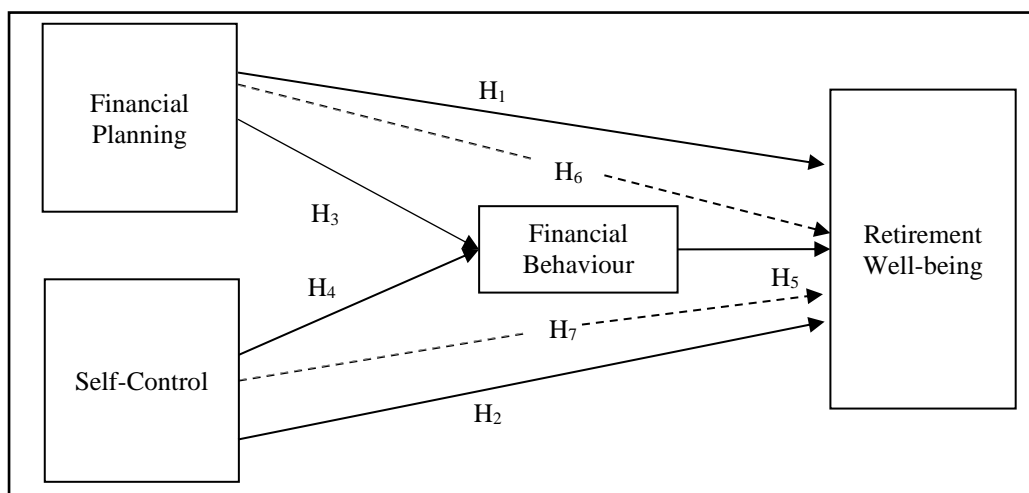 Financial
Planning
H₁
H₆
H₃
Financial
Behaviour
Retirement
Well-being
H₄
H₅
H₇
Self-Control
H₂